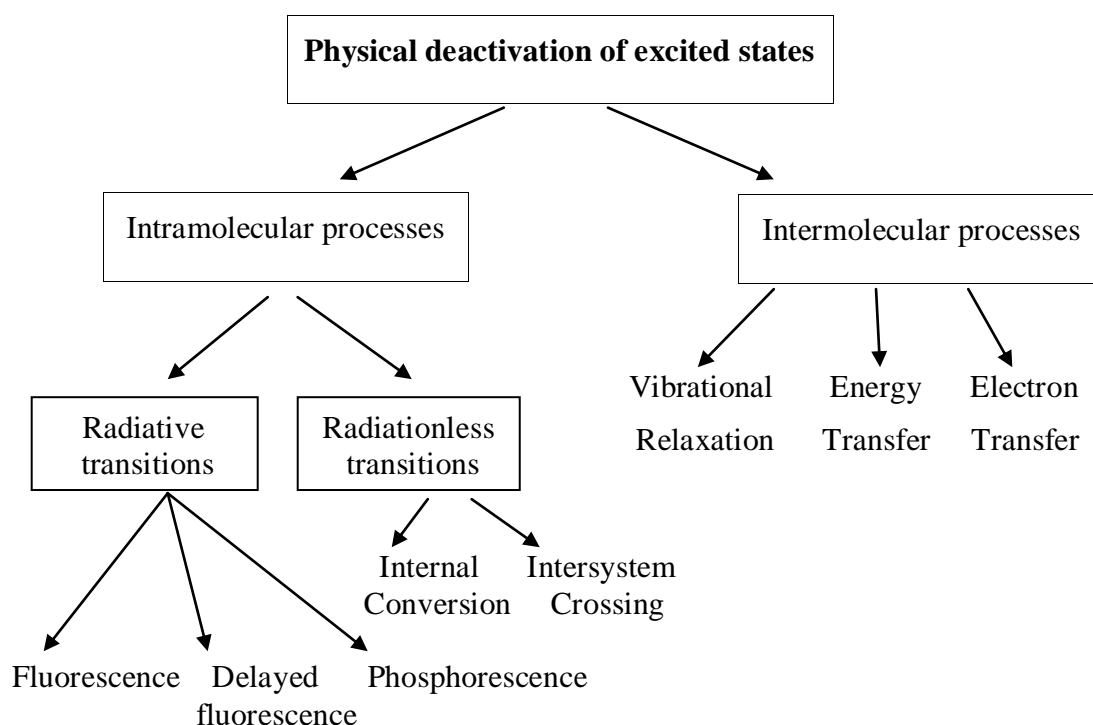 Physical deactivation of excited states
Intramolecular processes
Intermolecular processes
Vibrational
Relaxation
Energy
Transfer
Electron
Transfer
Radiative
transitions
Radiationless
transitions
Internal
Conversion
Intersystem
Crossing
Fluorescence
Delayed
fluorescence
Phosphorescence